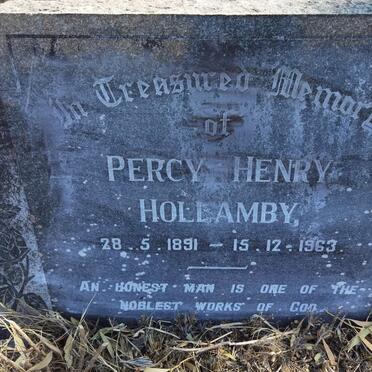 In Treasured Memory
of
PERCY HENRY
HOLLAMBY
28.5.1891 - 15.12.1963.
AN HONEST MAN IS ONE OF THE
NOBLEST WORKS OF GOD